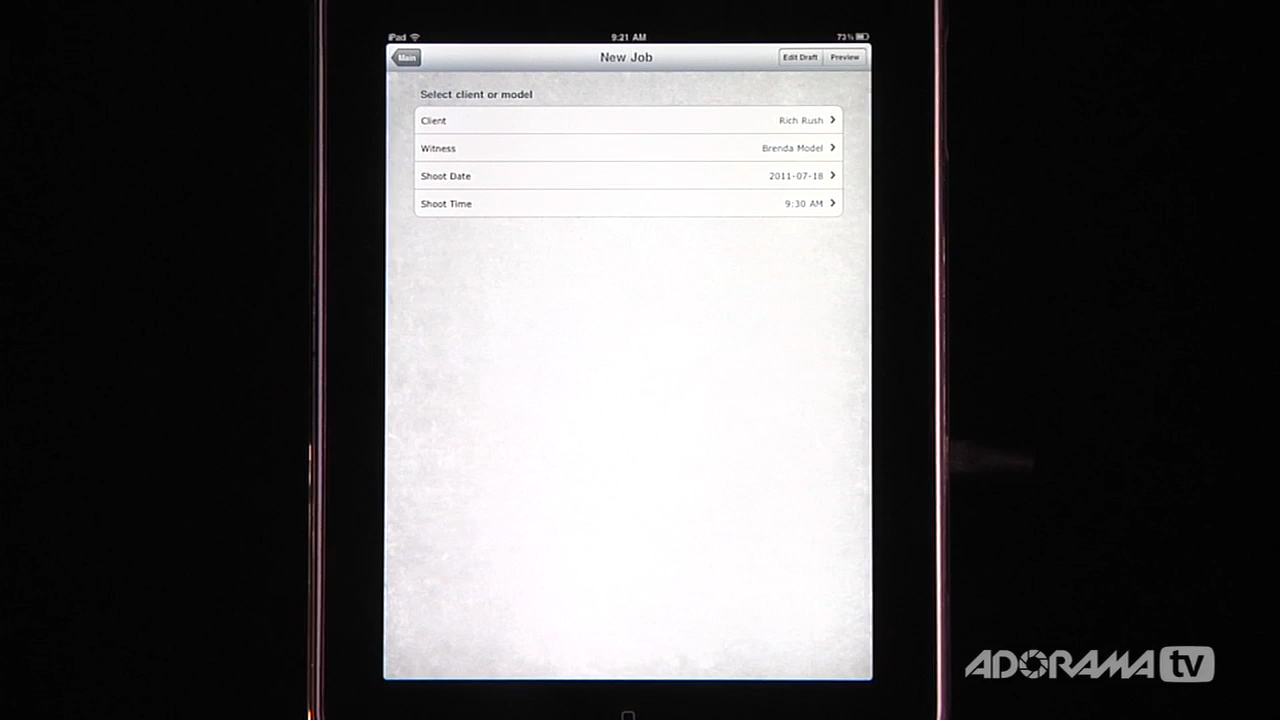 iPad 9:21 AM 73%
Main New Job Edit Draft Preview
Select client or model
Client Rich Rush
Witness Brenda Model
Shoot Date 2011-07-18
Shoot Time 9:30 AM
ADORAMA tv